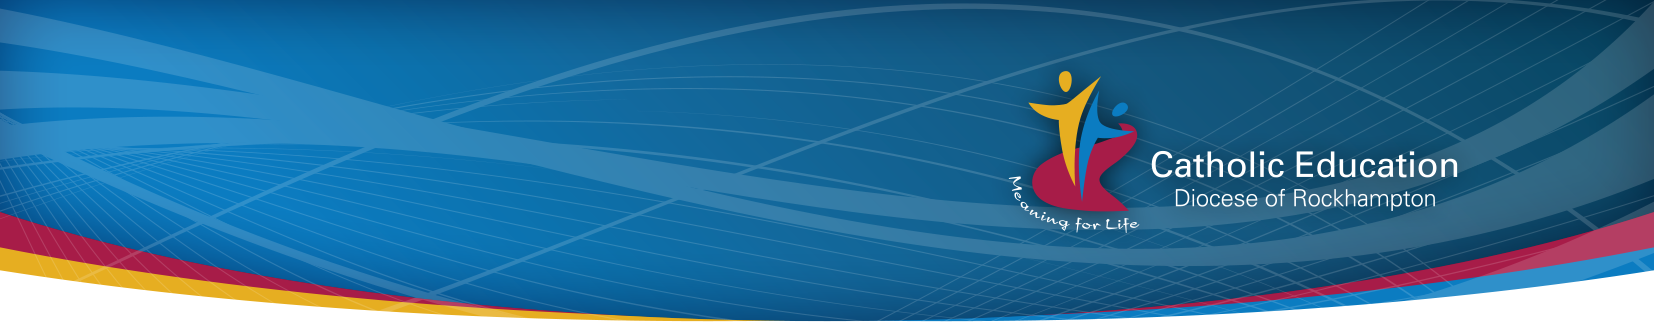 Catholic Education
Diocese of Rockhampton
Meaning for Life